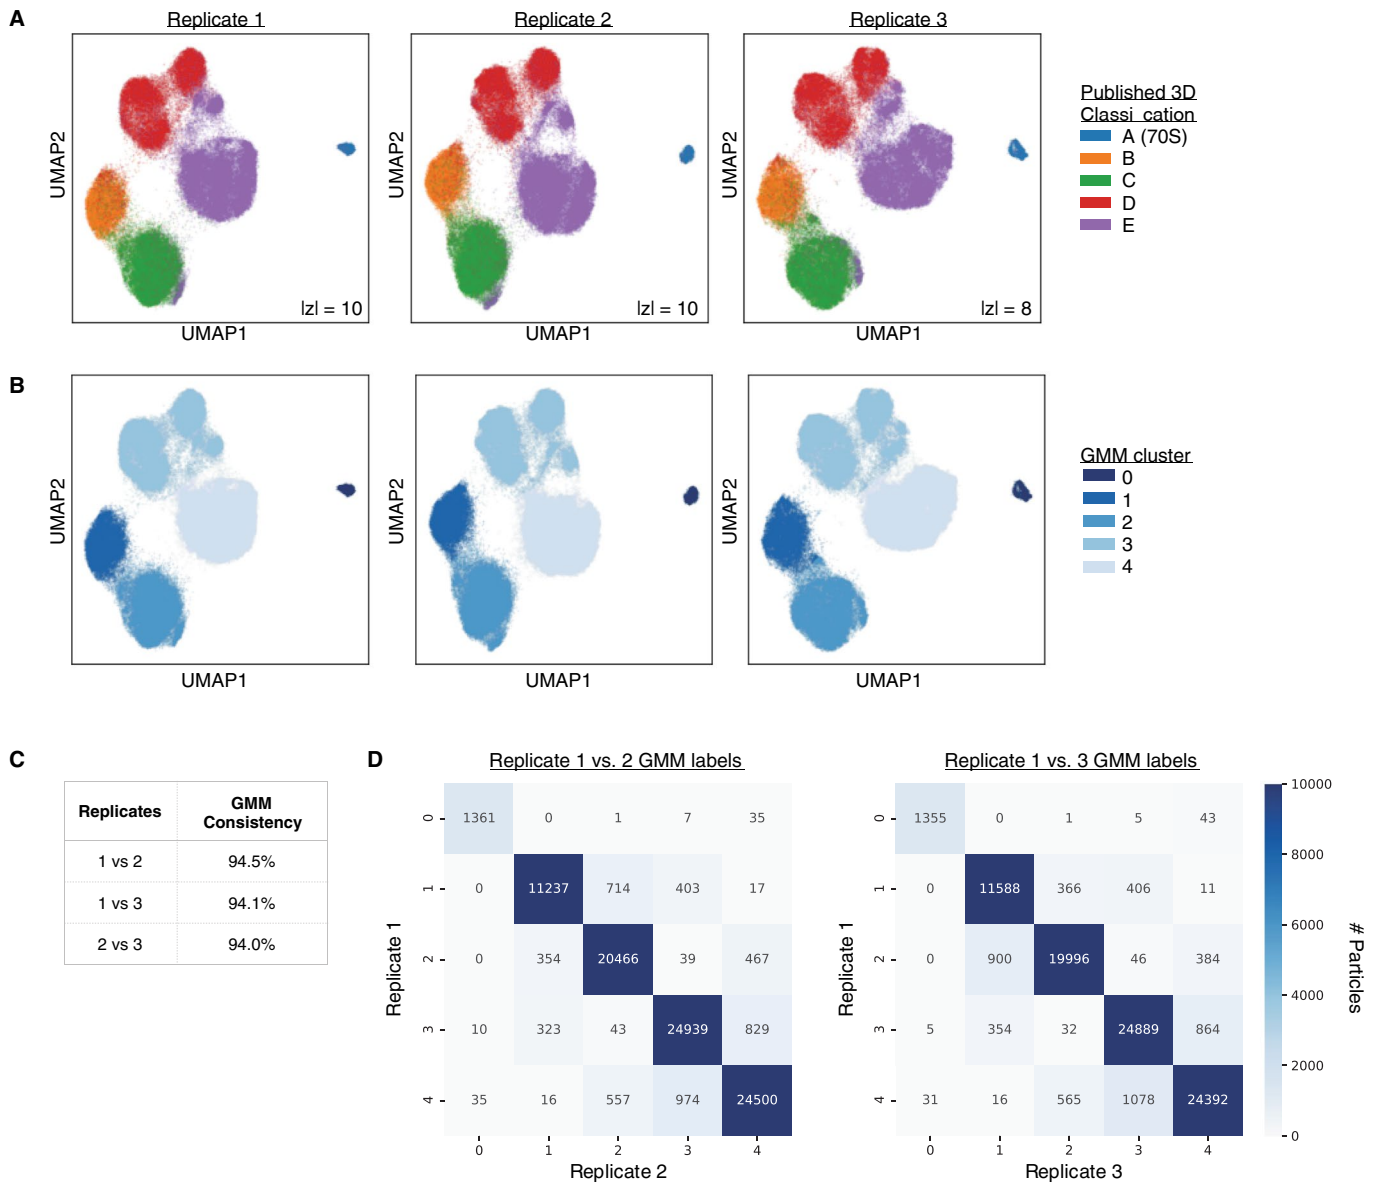 A
Replicate 1
Replicate 2
Replicate 3
UMAP2
UMAP2
UMAP2
|z| = 10
|z| = 10
|z| = 8
UMAP1
UMAP1
UMAP1
Published 3D
Classi cation
A (70S)
B
C
D
E
B
UMAP2
UMAP2
UMAP2
UMAP1
UMAP1
UMAP1
GMM cluster
0
1
2
3
4
C
Replicates GMM Consistency
1 vs 2 94.5%
1 vs 3 94.1%
2 vs 3 94.0%
D
Replicate 1 vs. 2 GMM labels
Replicate 1
0 1361 0 1 7 35
1 0 11237 714 403 17
2 0 354 20466 39 467
3 10 323 43 24939 829
4 35 16 557 974 24500
0 1 2 3 4
Replicate 2
Replicate 1 vs. 3 GMM labels
Replicate 1
0 1355 0 1 5 43
1 0 11588 366 406 11
2 0 900 19996 46 384
3 5 354 32 24889 864
4 31 16 565 1078 24392
0 1 2 3 4
Replicate 3
10000
8000
6000
4000
2000
0
# Particles